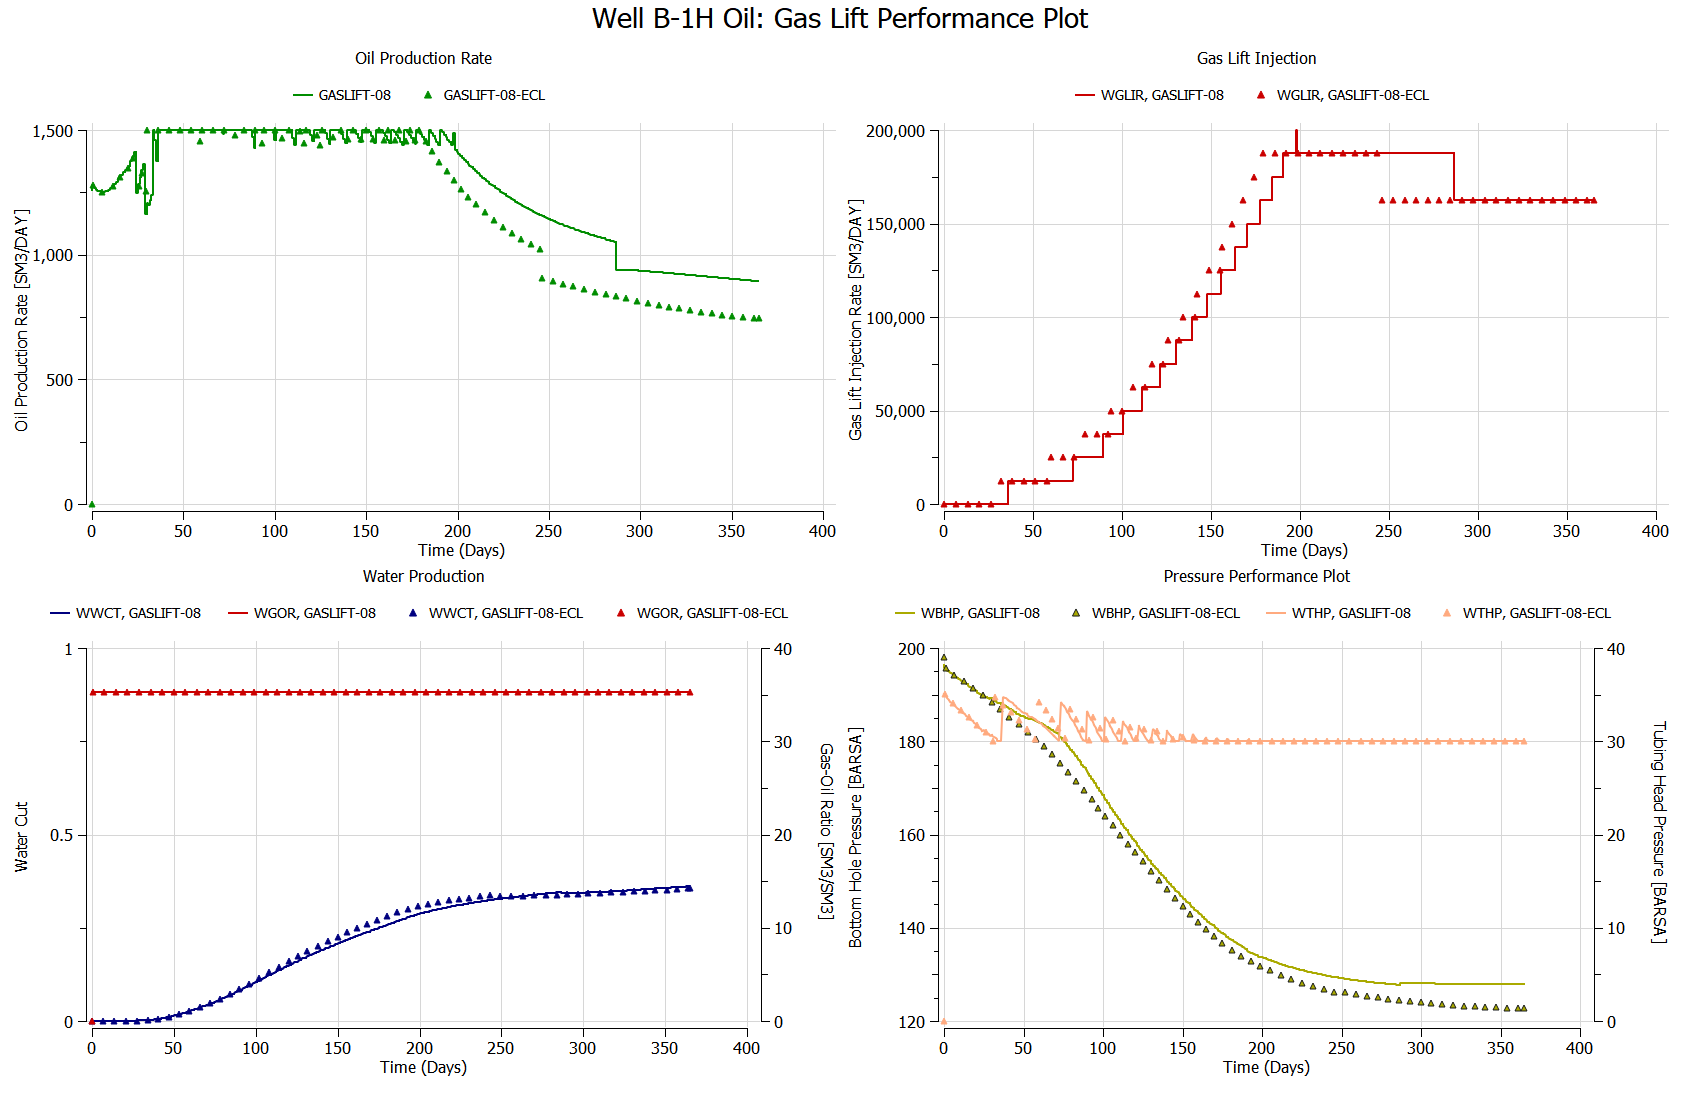 Well B-1H Oil: Gas Lift Performance Plot
Oil Production Rate
GASLIFT-08
GASLIFT-08-ECL
Oil Production Rate [SM3/DAY]
1,500
1,000
500
0
0 50 100 150 200 250 300 350 400
Time (Days)
Gas Lift Injection
WGLIR, GASLIFT-08
WGLIR, GASLIFT-08-ECL
Gas Lift Injection Rate [SM3/DAY]
200,000
150,000
100,000
50,000
0
0 50 100 150 200 250 300 350 400
Time (Days)
Water Production
WWCT, GASLIFT-08
WGOR, GASLIFT-08
WWCT, GASLIFT-08-ECL
WGOR, GASLIFT-08-ECL
Water Cut
1
0.5
0
40
30
20
10
0
Gas-Oil Ratio [SM3/SM3]
0 50 100 150 200 250 300 350 400
Time (Days)
Pressure Performance Plot
WBHP, GASLIFT-08
WBHP, GASLIFT-08-ECL
WTHP, GASLIFT-08
WTHP, GASLIFT-08-ECL
Bottom Hole Pressure [BARSA]
200
180
160
140
120
40
30
20
10
0
Tubing Head Pressure [BARSA]
0 50 100 150 200 250 300 350 400
Time (Days)